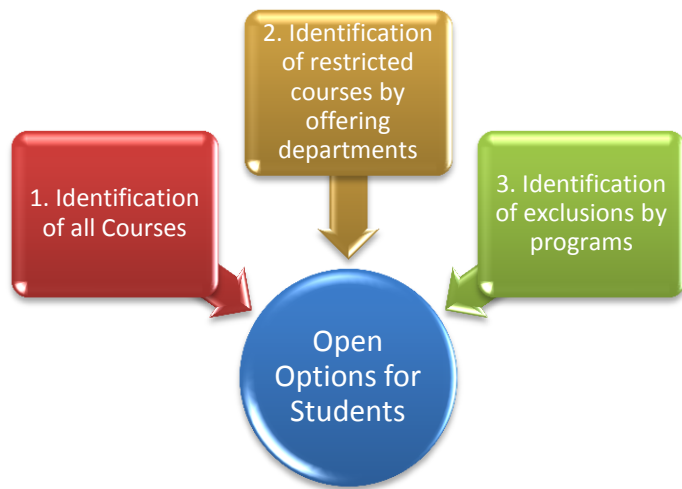 1. Identification
of all Courses
2. Identification
of restricted
courses by
offering
departments
3. Identification
of exclusions by
programs
Open
Options for
Students